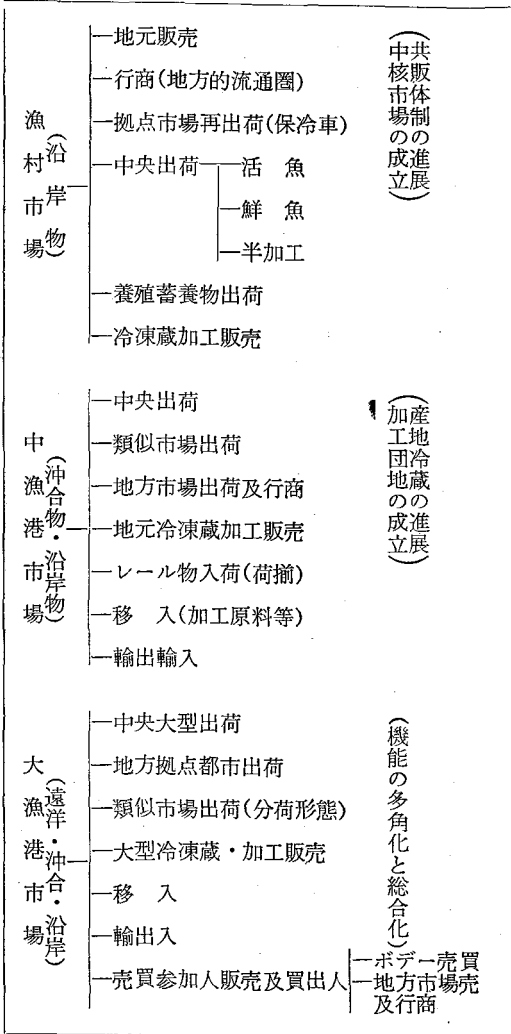 漁村市場
(沿岸物)
地元販売
行商(地方的流通圏)
拠点市場再出荷(保冷車)
中央出荷
活　魚
鮮　魚
半加工
養殖蓄養物出荷
冷凍蔵加工販売
(共販体制の進展
中核市場の成立)
中漁港市場
(沖合物・沿岸物)
中央出荷
類似市場出荷
地方市場出荷及行商
地元冷凍蔵加工販売
レール物入荷(荷揃)
移　入(加工原料等)
輸出輸入
(産地冷蔵の進展
加工団地の成立)
大漁港市場
(遠洋・沖合・沿岸)
中央大型出荷
地方拠点都市出荷
類似市場出荷(分荷形態)
大型冷凍蔵・加工販売
移　入
輸出入
売買参加人販売及買出人
ボデー売買
地方市場売
及行商
(機能の多角化と総合化)